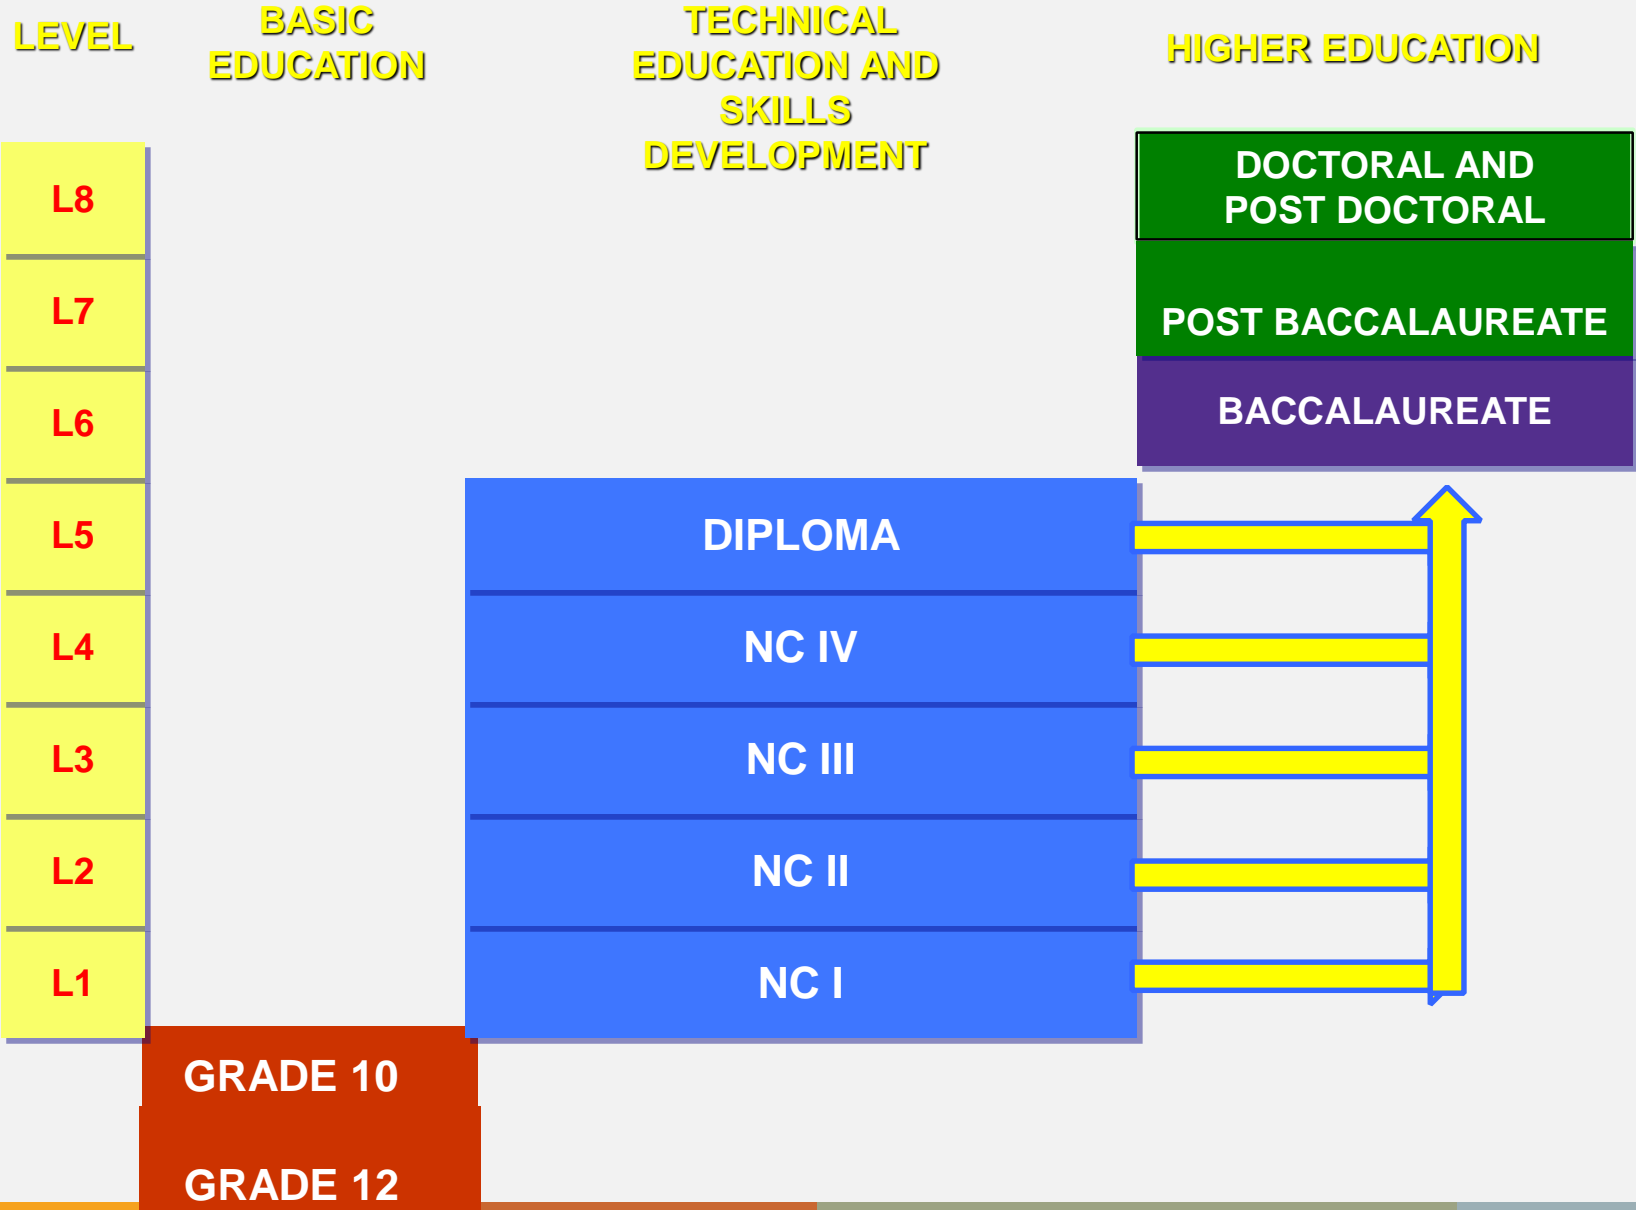 LEVEL
BASIC
EDUCATION
TECHNICAL
EDUCATION AND
SKILLS
DEVELOPMENT
HIGHER EDUCATION
L8
DOCTORAL AND
POST DOCTORAL
L7
POST BACCALAUREATE
L6
BACCALAUREATE
L5
DIPLOMA
L4
NC IV
L3
NC III
L2
NC II
L1
NC I
GRADE 10
GRADE 12